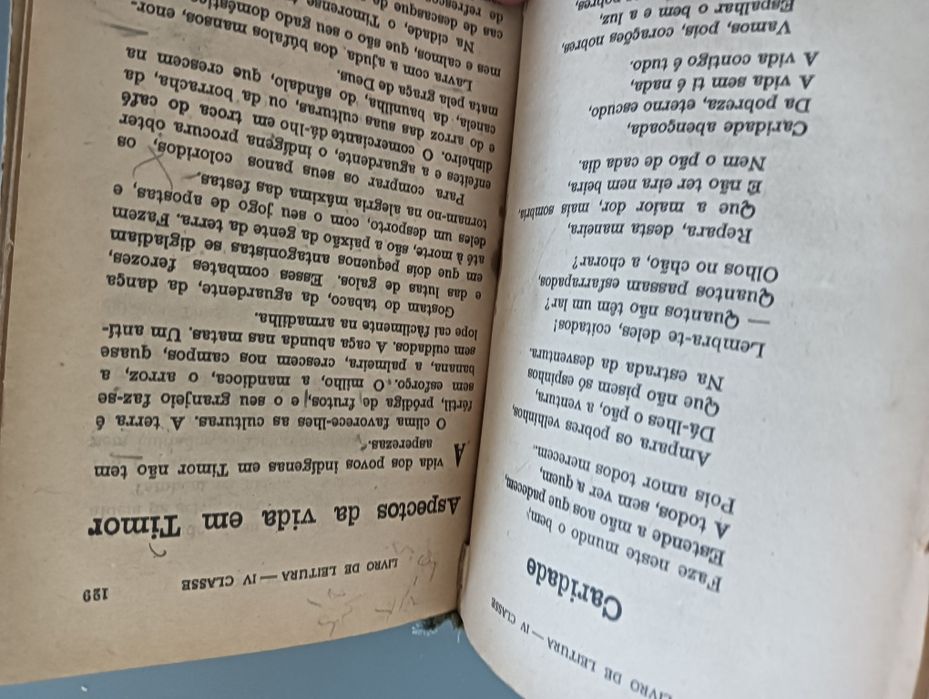 LIVRO DE LEITURA — IV CLASSE
Caridade
Faze neste mundo o bem;
Estende a mão aos que padecem,
A todos, sem ver a quem,
Pois amor todos merecem...
Ampara os pobres velhinhos,
Dá-lhes o pão, a ventura,
Que não pisem só espinhos
Na estrada da desventura.
Lembra-te deles, coitados!
— Quantos não têm um lar?
Quantos passam esfarrapados,
Olhos no chão, a chorar?
Repara, desta maneira,
Que a maior dor, mais sombria,
É não ter eira nem beira,
Nem o pão de cada dia.
Caridade abençoada,
Da pobreza, eterno escudo,
A vida sem ti é nada,
A vida contigo é tudo.
Vamos, pois, corações nobres,
Espalhar o bem e a luz,
LIVRO DE LEITURA — IV CLASSE 129
Aspectos da vida em Timor
A vida dos povos indígenas em Timor não tem
asperezas.
O clima favorece-lhes as culturas. A terra é
fértil, pródiga de frutos, e o seu granjeio faz-se
sem esforço. O milho, a mandioca, o arroz, a
banana, a palmeira, crescem nos campos, quase
sem cuidados. A caça abunda nas matas. Um antí-
lope cai fàcilmente na armadilha.
Gostam do tabaco, da aguardente, da dança
e das lutas de galos. Esses combates ferozes,
em que dois pequenos antagonistas se digladiam
até à morte, são a paixão da gente da terra. Fazem
deles um desporto, com o seu jogo de apostas, e
tornam-no na alegria máxima das festas.
Para comprar os seus panos coloridos, os
enfeites e a aguardente, o indígena procura obter
dinheiro. O comerciante dá-lho em troca do café
e do arroz das suas culturas, ou da borracha, da
canela, da baunilha, do sândalo, que crescem na
mata pela graça de Deus.
Lavra com a ajuda dos búfalos mansos, enor-
mes e calmos, que são o seu gado doméstico
Na cidade, o Timorense
cas de descasque de
de refresco